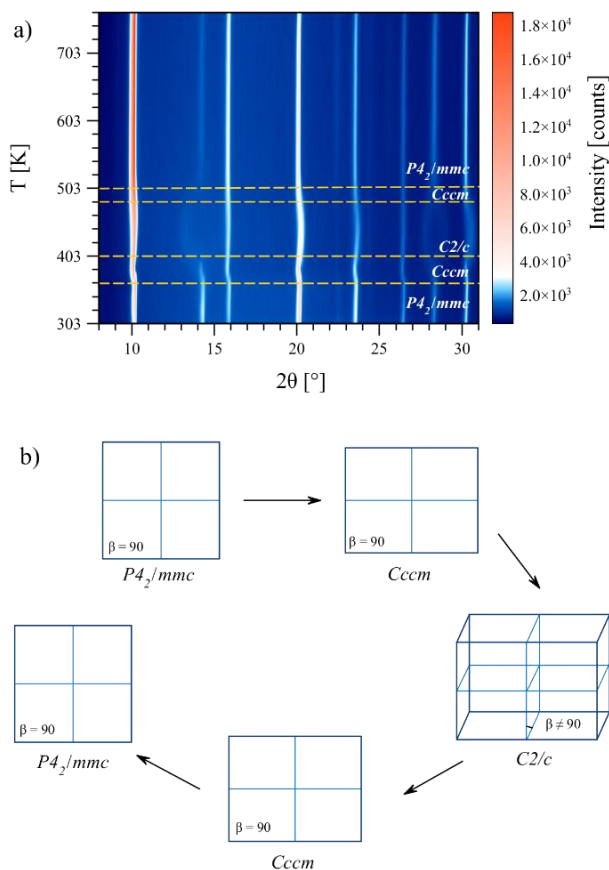 a)
703
603
503
403
303
T [K]
P4₂/mmc
Cccm
C2/c
Cccm
P4₂/mmc
10
15
20
25
30
2θ [°]
1.8×10⁴
1.6×10⁴
1.4×10⁴
1.2×10⁴
1.0×10⁴
8.0×10³
6.0×10³
4.0×10³
2.0×10³
Intensity [counts]
b)
β = 90
P4₂/mmc
β = 90
Cccm
β ≠ 90
C2/c
β = 90
Cccm
β = 90
P4₂/mmc